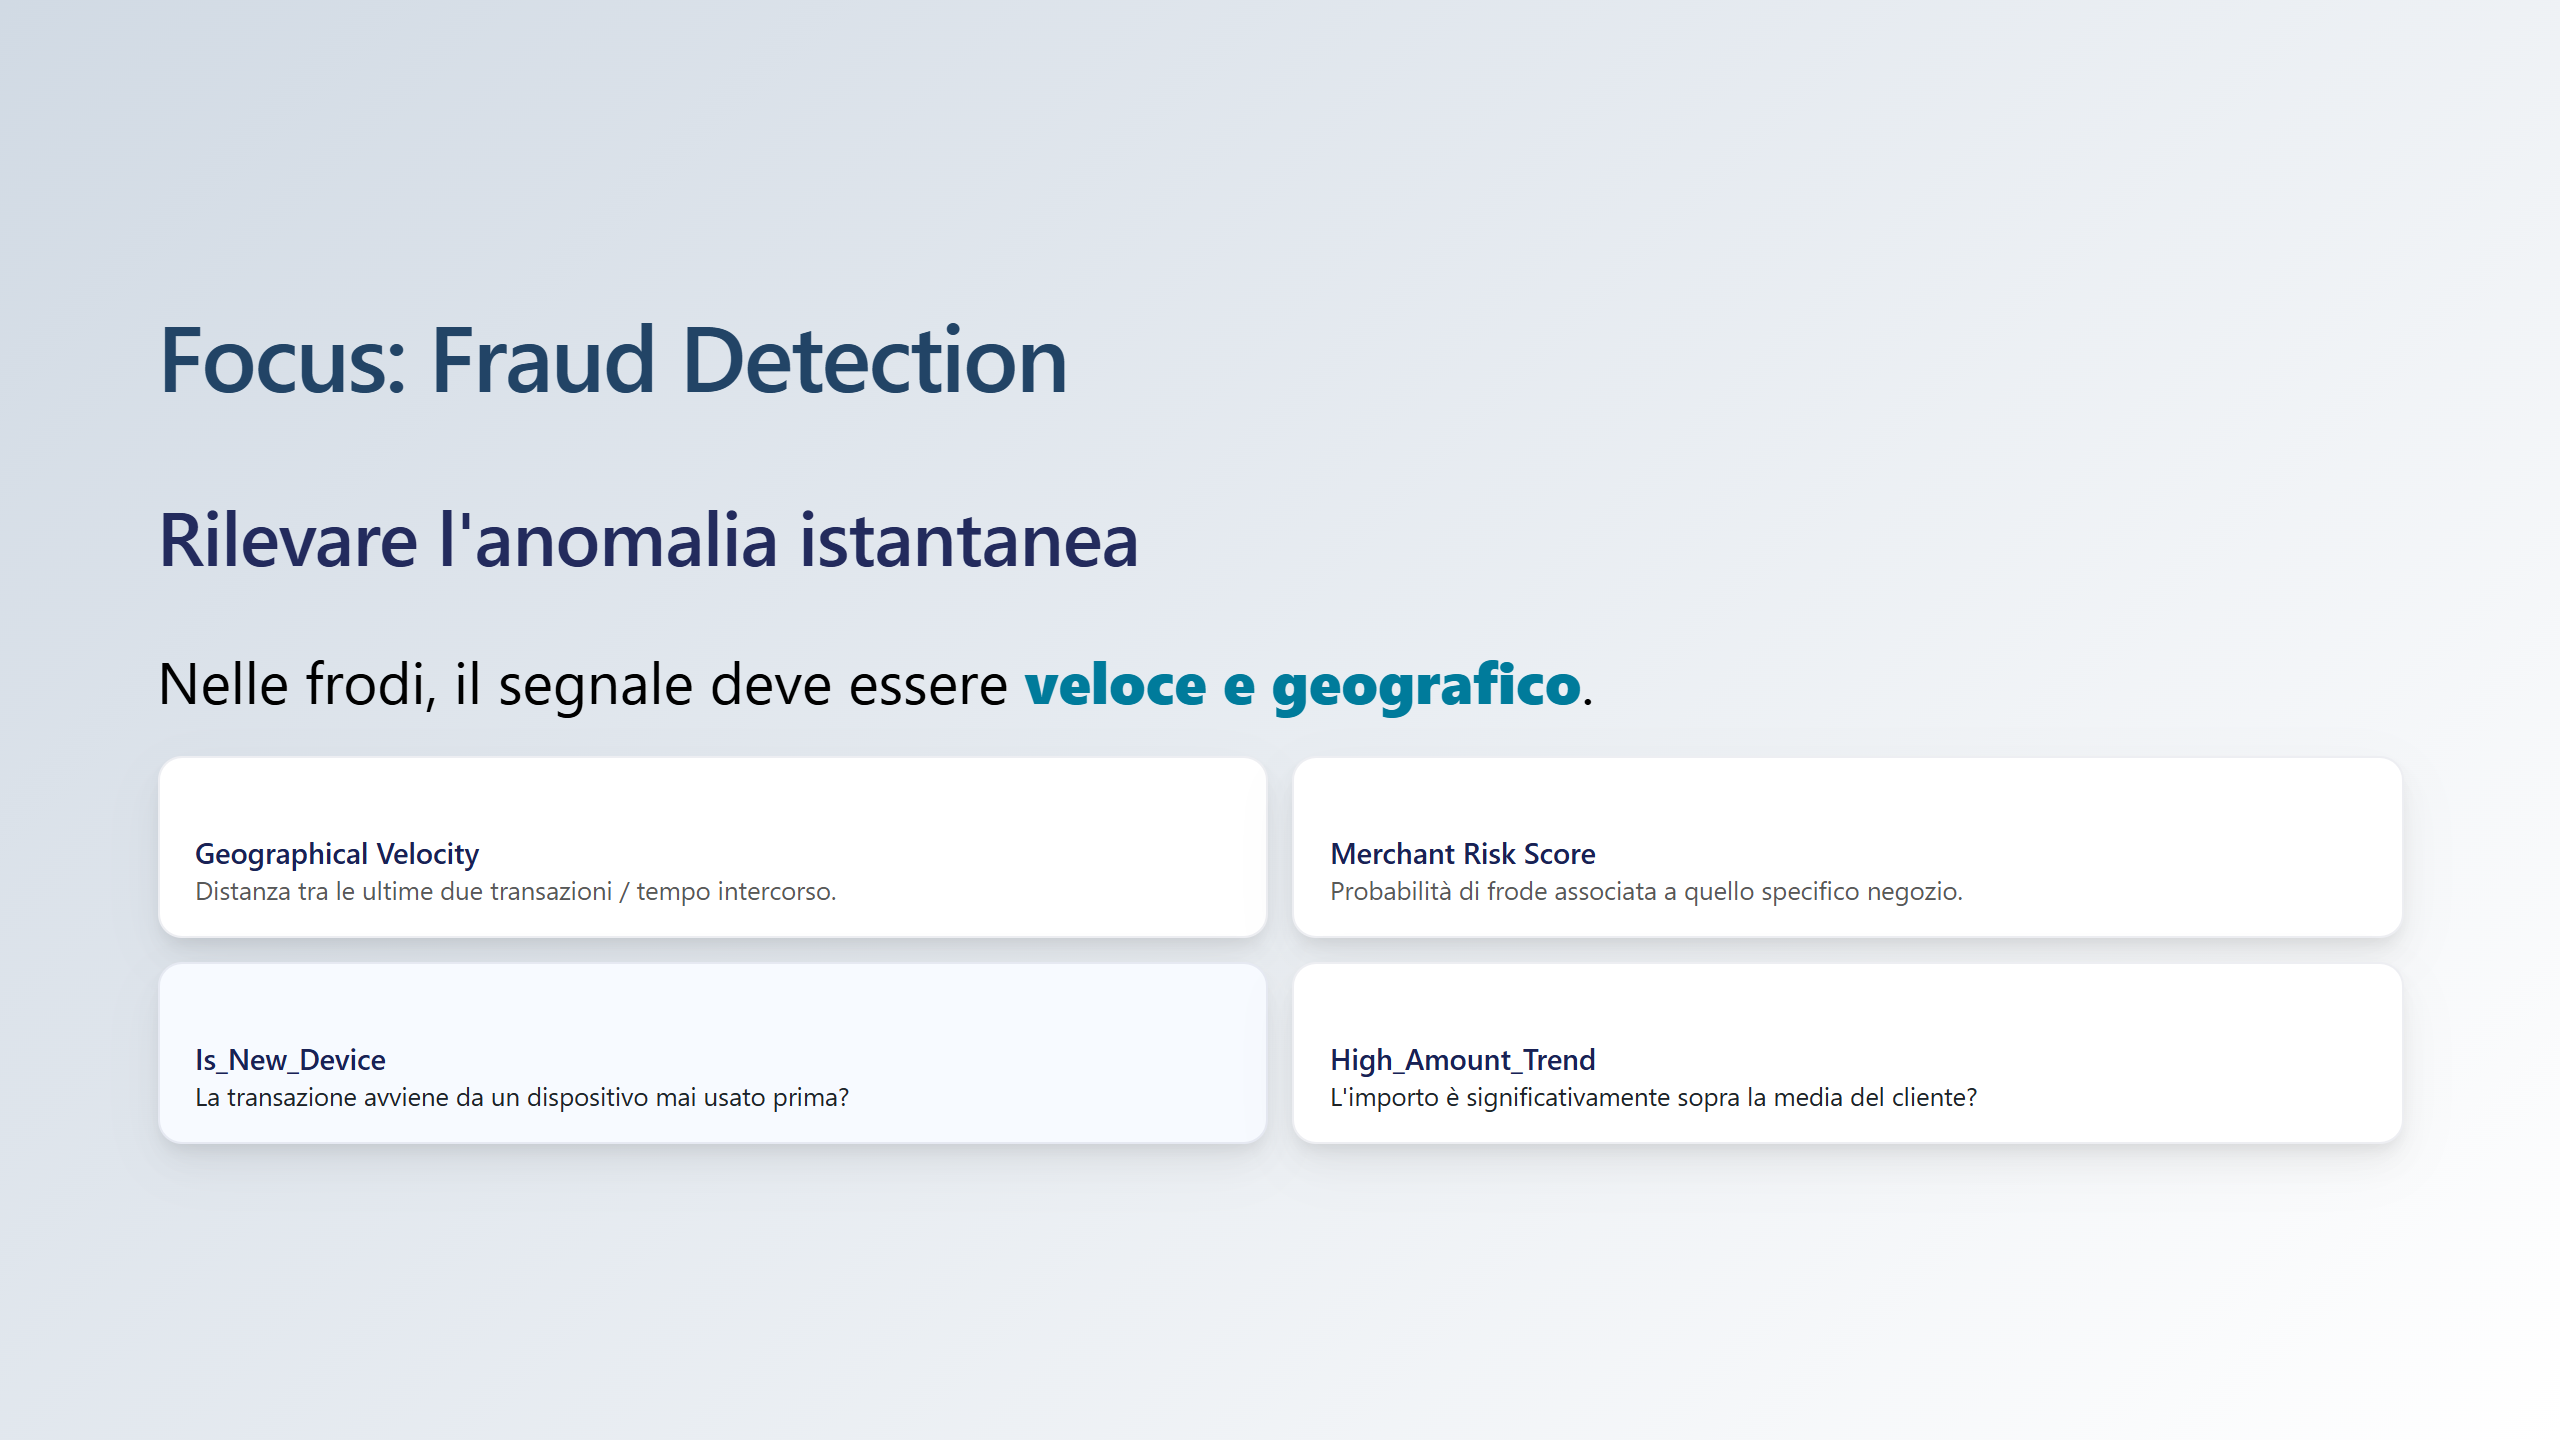 Focus: Fraud Detection
Rilevare l'anomalia istantanea
Nelle frodi, il segnale deve essere veloce e geografico.
Geographical Velocity
Distanza tra le ultime due transazioni / tempo intercorso.
Merchant Risk Score
Probabilità di frode associata a quello specifico negozio.
Is_New_Device
La transazione avviene da un dispositivo mai usato prima?
High_Amount_Trend
L'importo è significativamente sopra la media del cliente?